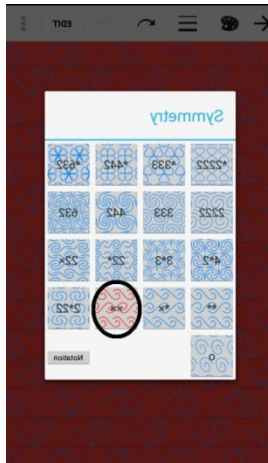 EDIT
Symmetry
*2222 *333 *442 *632
2222 333 442 632
4*2 3*3 22* 22×
** *× ×× 2*22
O
Notation